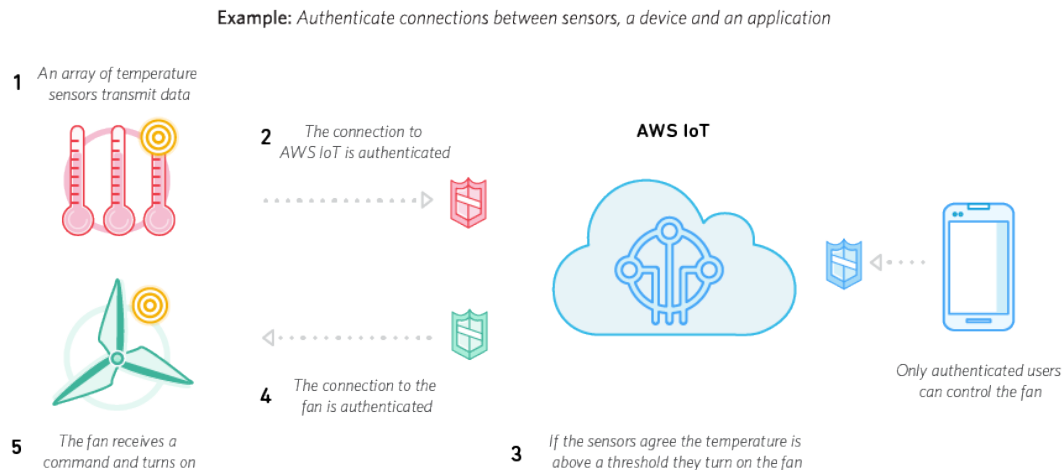 Example: Authenticate connections between sensors, a device and an application
1
An array of temperature
sensors transmit data
2
The connection to
AWS IoT is authenticated
AWS IoT
Only authenticated users
can control the fan
4
The connection to the
fan is authenticated
5
The fan receives a
command and turns on
3
If the sensors agree the temperature is
above a threshold they turn on the fan